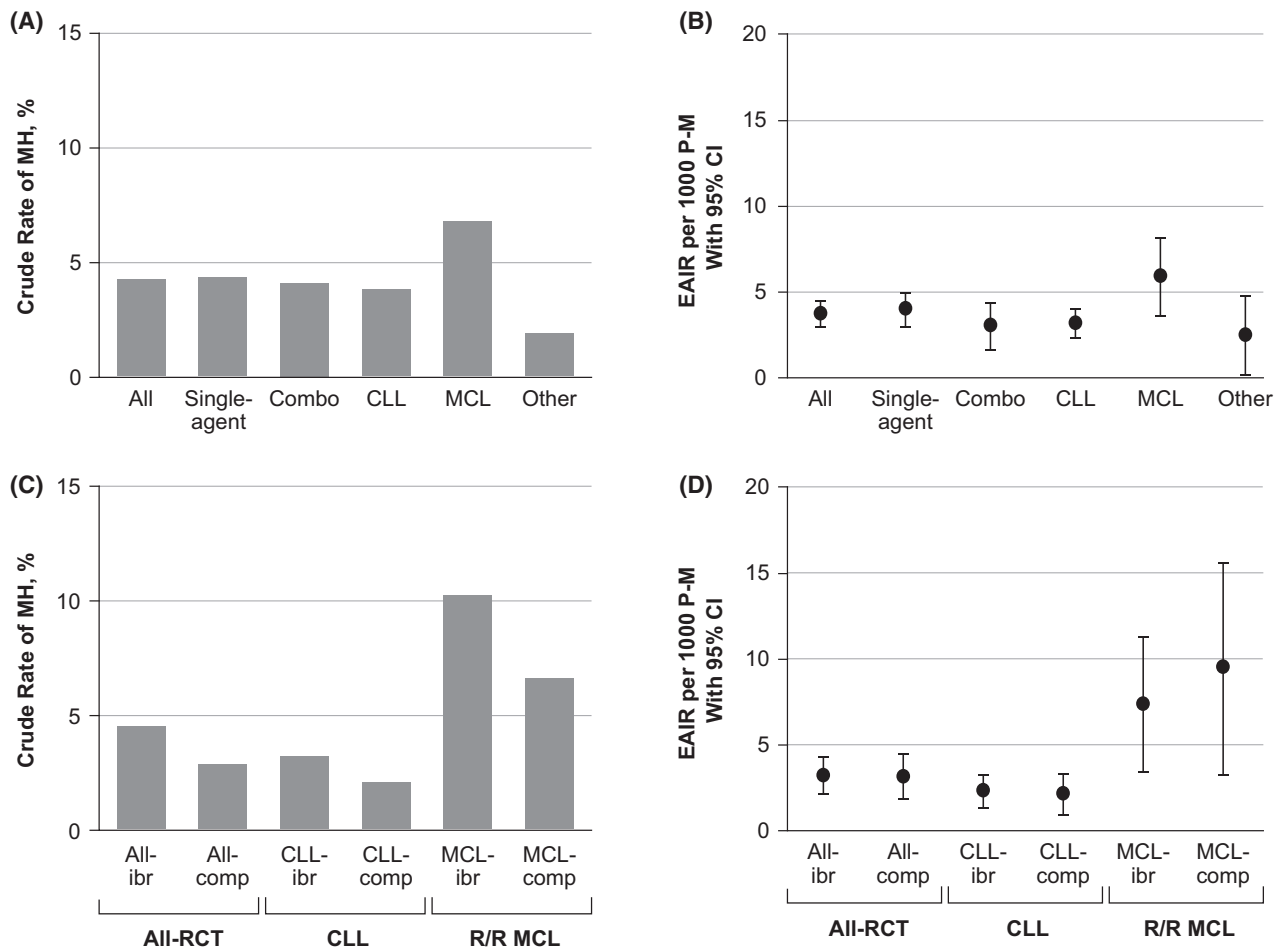 (A)
Crude Rate of MH, %
15
10
5
0
All
Single-
agent
Combo
CLL
MCL
Other
(B)
EAIR per 1000 P-M
With 95% CI
20
15
10
5
0
All
Single-
agent
Combo
CLL
MCL
Other
(C)
Crude Rate of MH, %
15
10
5
0
All-
ibr
All-
comp
CLL-
ibr
CLL-
comp
MCL-
ibr
MCL-
comp
All-RCT
CLL
R/R MCL
(D)
EAIR per 1000 P-M
With 95% CI
20
15
10
5
0
All-
ibr
All-
comp
CLL-
ibr
CLL-
comp
MCL-
ibr
MCL-
comp
All-RCT
CLL
R/R MCL